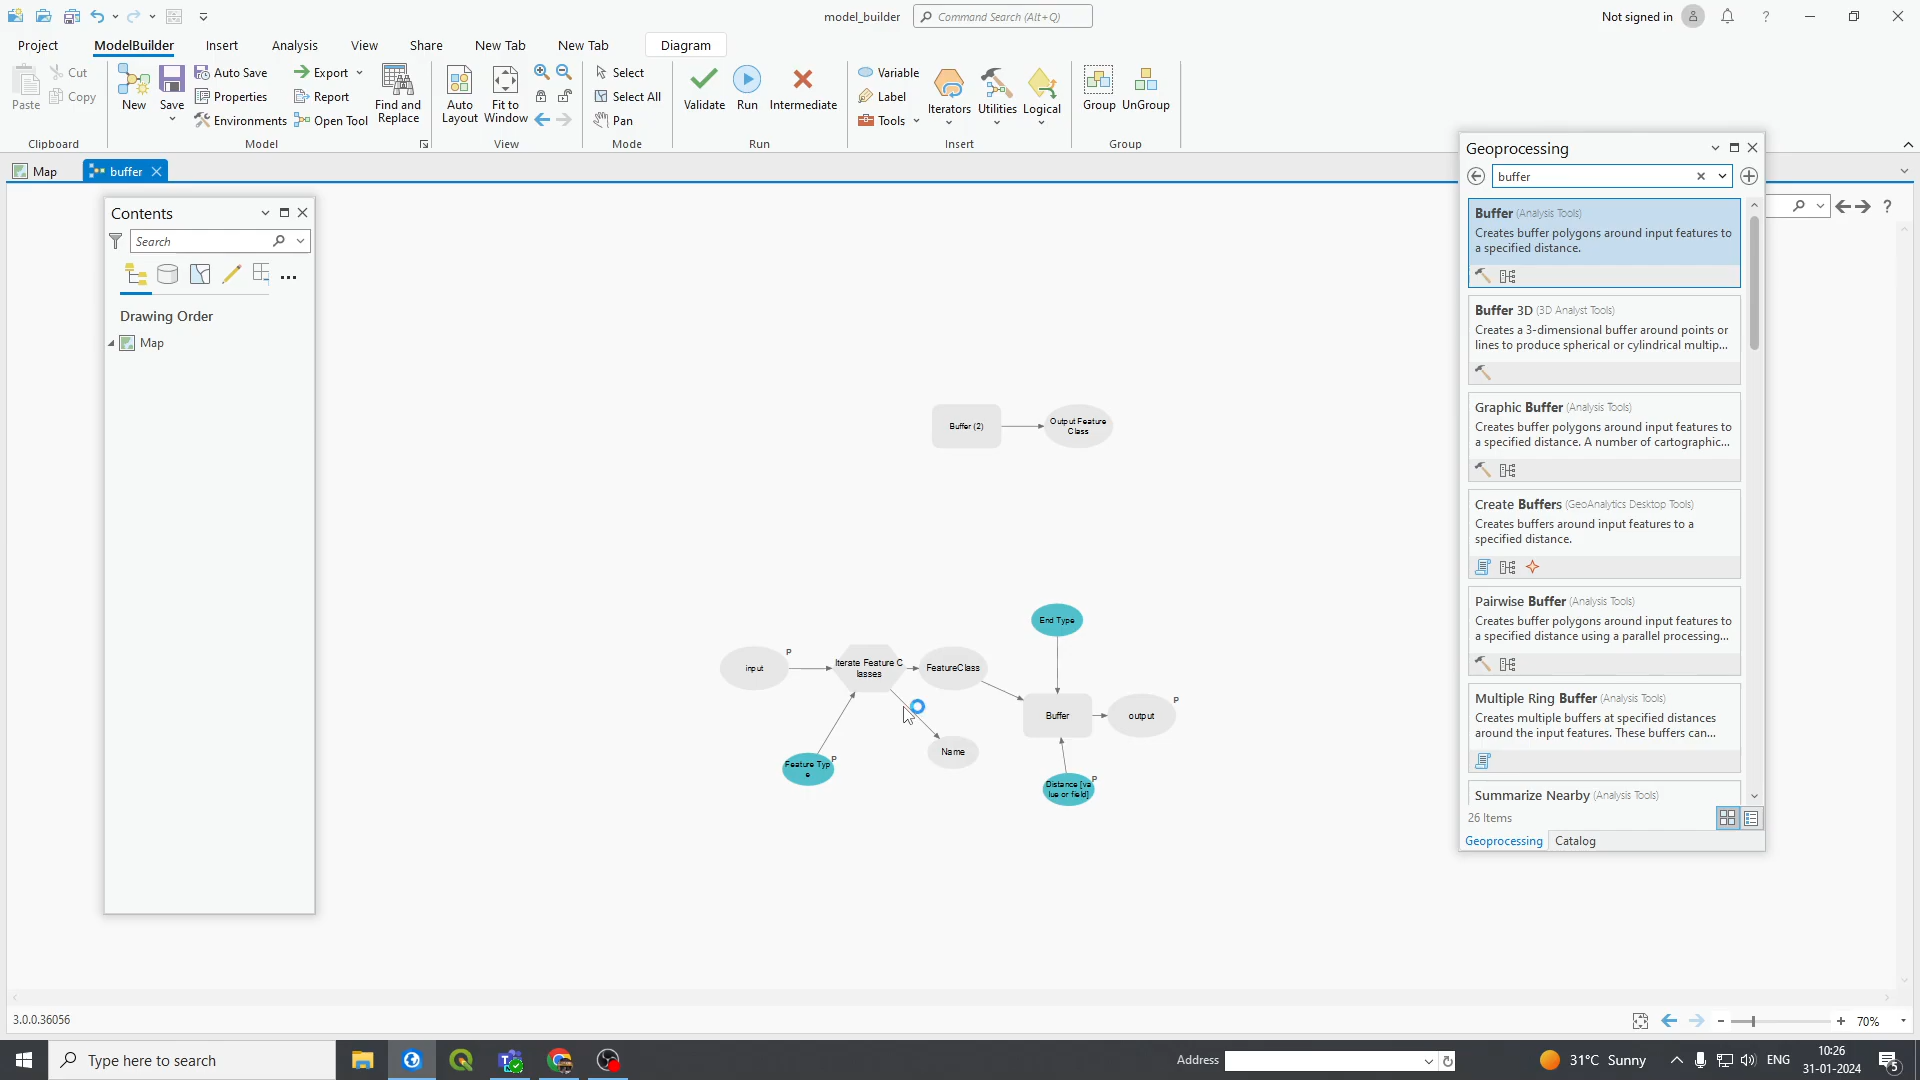 model_builder
Command Search (Alt+Q)
Not signed in
?
Project
ModelBuilder
Insert
Analysis
View
Share
New Tab
New Tab
Diagram
Paste
Cut
Copy
Clipboard
New
Save
Auto Save
Properties
Environments
Export
Report
Open Tool
Find and
Replace
Model
Auto
Layout
Fit to
Window
View
Select
Select All
Pan
Mode
Validate
Run
Intermediate
Run
Variable
Label
Tools
Iterators
Utilities
Logical
Insert
Group
UnGroup
Group
Map
buffer
Contents
Search
Drawing Order
Map
Buffer (2)
Output Feature
Class
End Type
input
P
Iterate Feature C
lasses
FeatureClass
Buffer
output
P
Name
Feature Typ
e
P
Distance [va
lue or field]
P
Geoprocessing
buffer
Buffer (Analysis Tools)
Creates buffer polygons around input features to
a specified distance.
Buffer 3D (3D Analyst Tools)
Creates a 3-dimensional buffer around points or
lines to produce spherical or cylindrical multip...
Graphic Buffer (Analysis Tools)
Creates buffer polygons around input features to
a specified distance. A number of cartographic...
Create Buffers (GeoAnalytics Desktop Tools)
Creates buffers around input features to a
specified distance.
Pairwise Buffer (Analysis Tools)
Creates buffer polygons around input features to
a specified distance using a parallel processing...
Multiple Ring Buffer (Analysis Tools)
Creates multiple buffers at specified distances
around the input features. These buffers can...
Summarize Nearby (Analysis Tools)
26 Items
Geoprocessing
Catalog
?
3.0.0.36056
70%
Type here to search
Address
31°C Sunny
ENG
10:26
31-01-2024
5